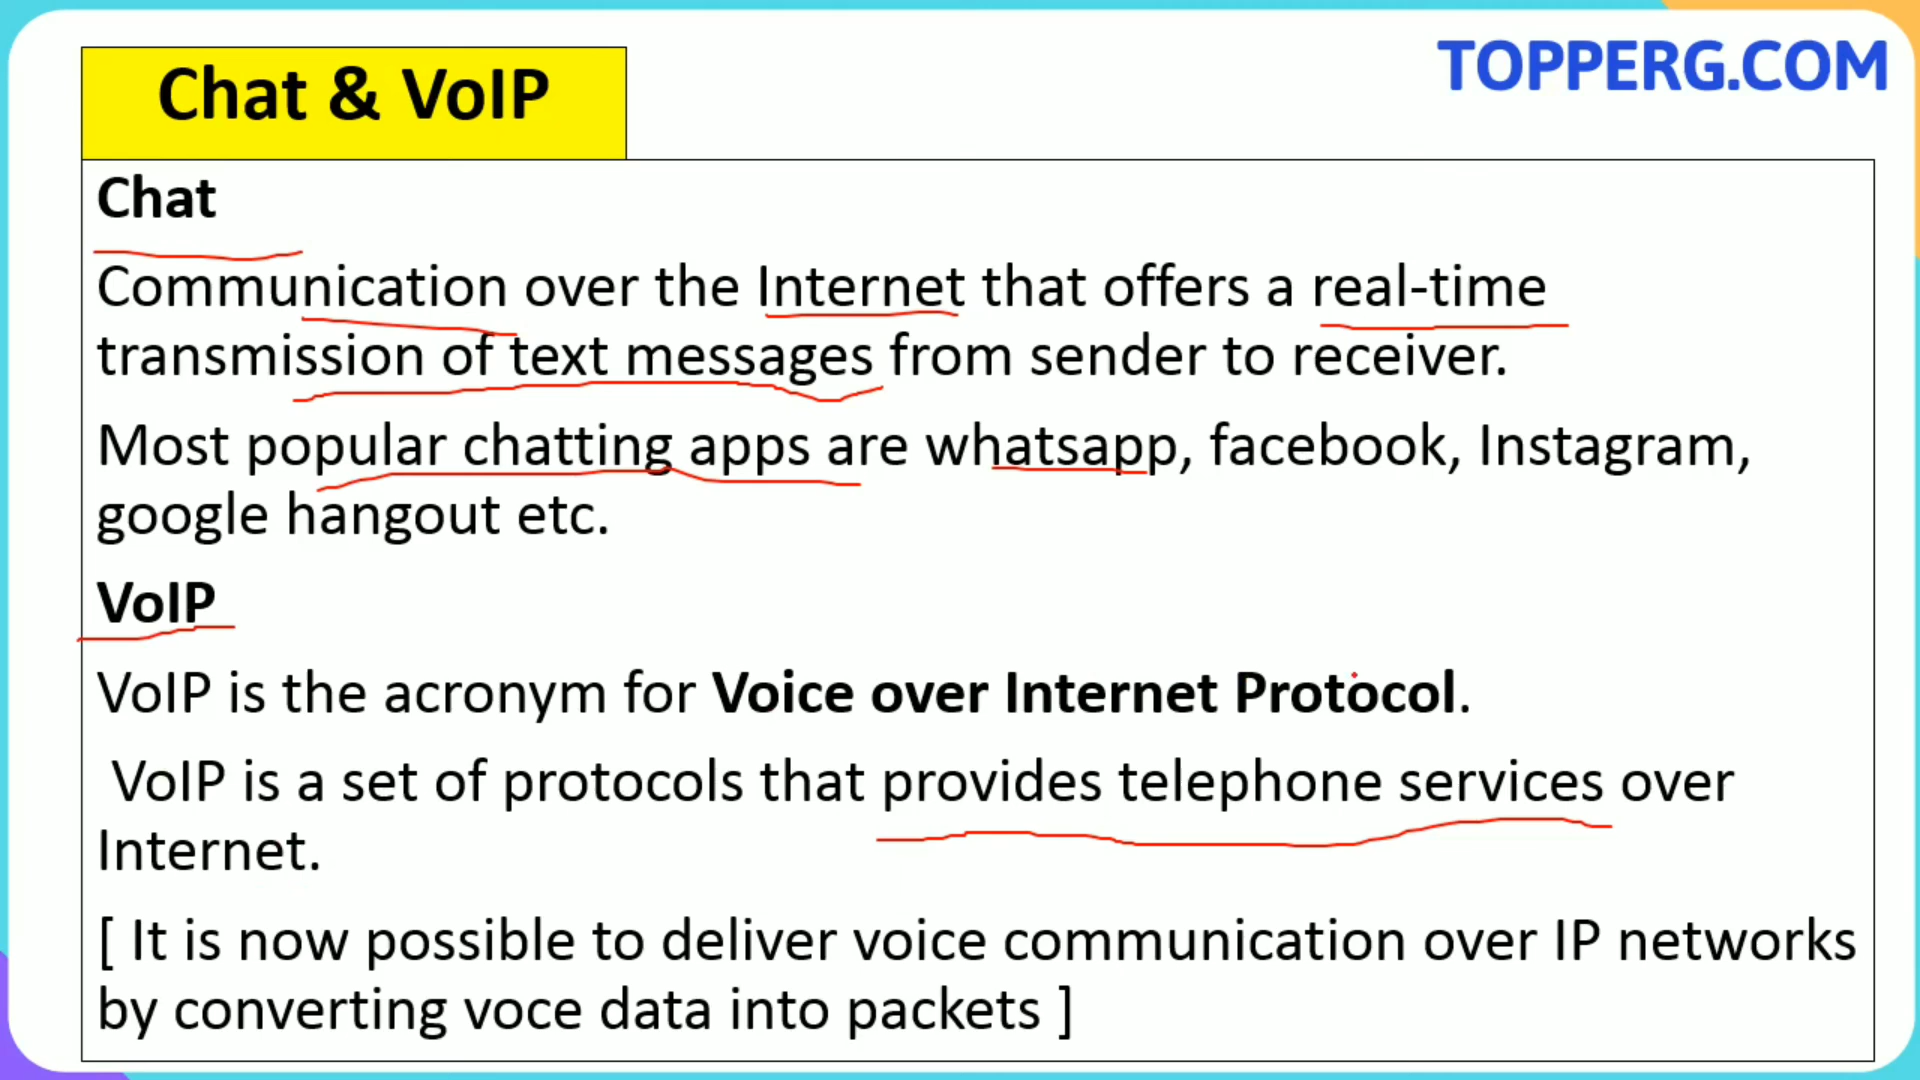 TOPPERG.COM
Chat & VoIP
Chat
Communication over the Internet that offers a real-time
transmission of text messages from sender to receiver.
Most popular chatting apps are whatsapp, facebook, Instagram,
google hangout etc.
VoIP
VoIP is the acronym for Voice over Internet Protocol.
VoIP is a set of protocols that provides telephone services over
Internet.
[ It is now possible to deliver voice communication over IP networks
by converting voce data into packets ]